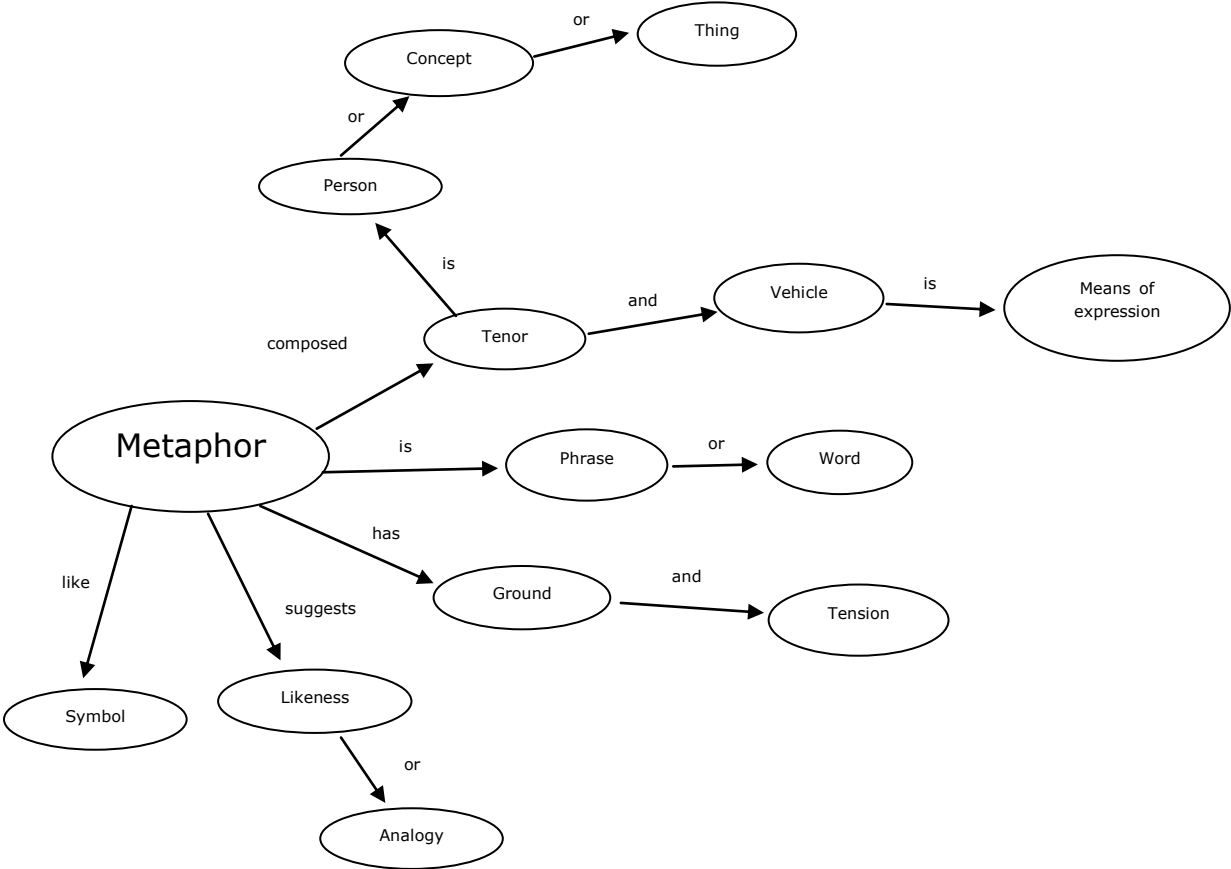 or
Thing
Concept
or
Person
is
Vehicle
is
Means of
expression
and
Tenor
composed
Metaphor
is
Phrase
or
Word
has
Ground
and
Tension
like
suggests
Likeness
Symbol
or
Analogy